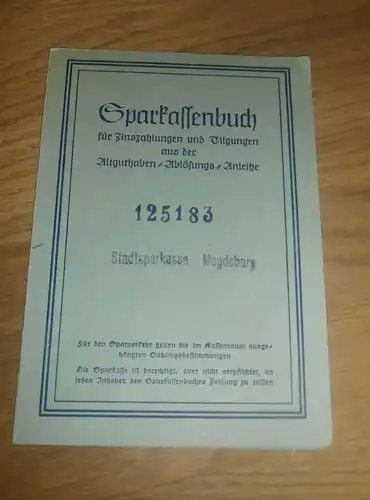 Sparkassenbuch
für Zinszahlungen und Tilgungen
aus der
Altguthaben-Ablösungs-Anleihe
125183
Stadtsparkasse Magdeburg
Für den Sparverkehr gelten die im Kassenraum ausge-
hängten Satzungsbestimmungen
Die Sparkasse ist berechtigt, aber nicht verpflichtet, an
jeden Inhaber des Sparkassenbuches Zahlung zu leisten